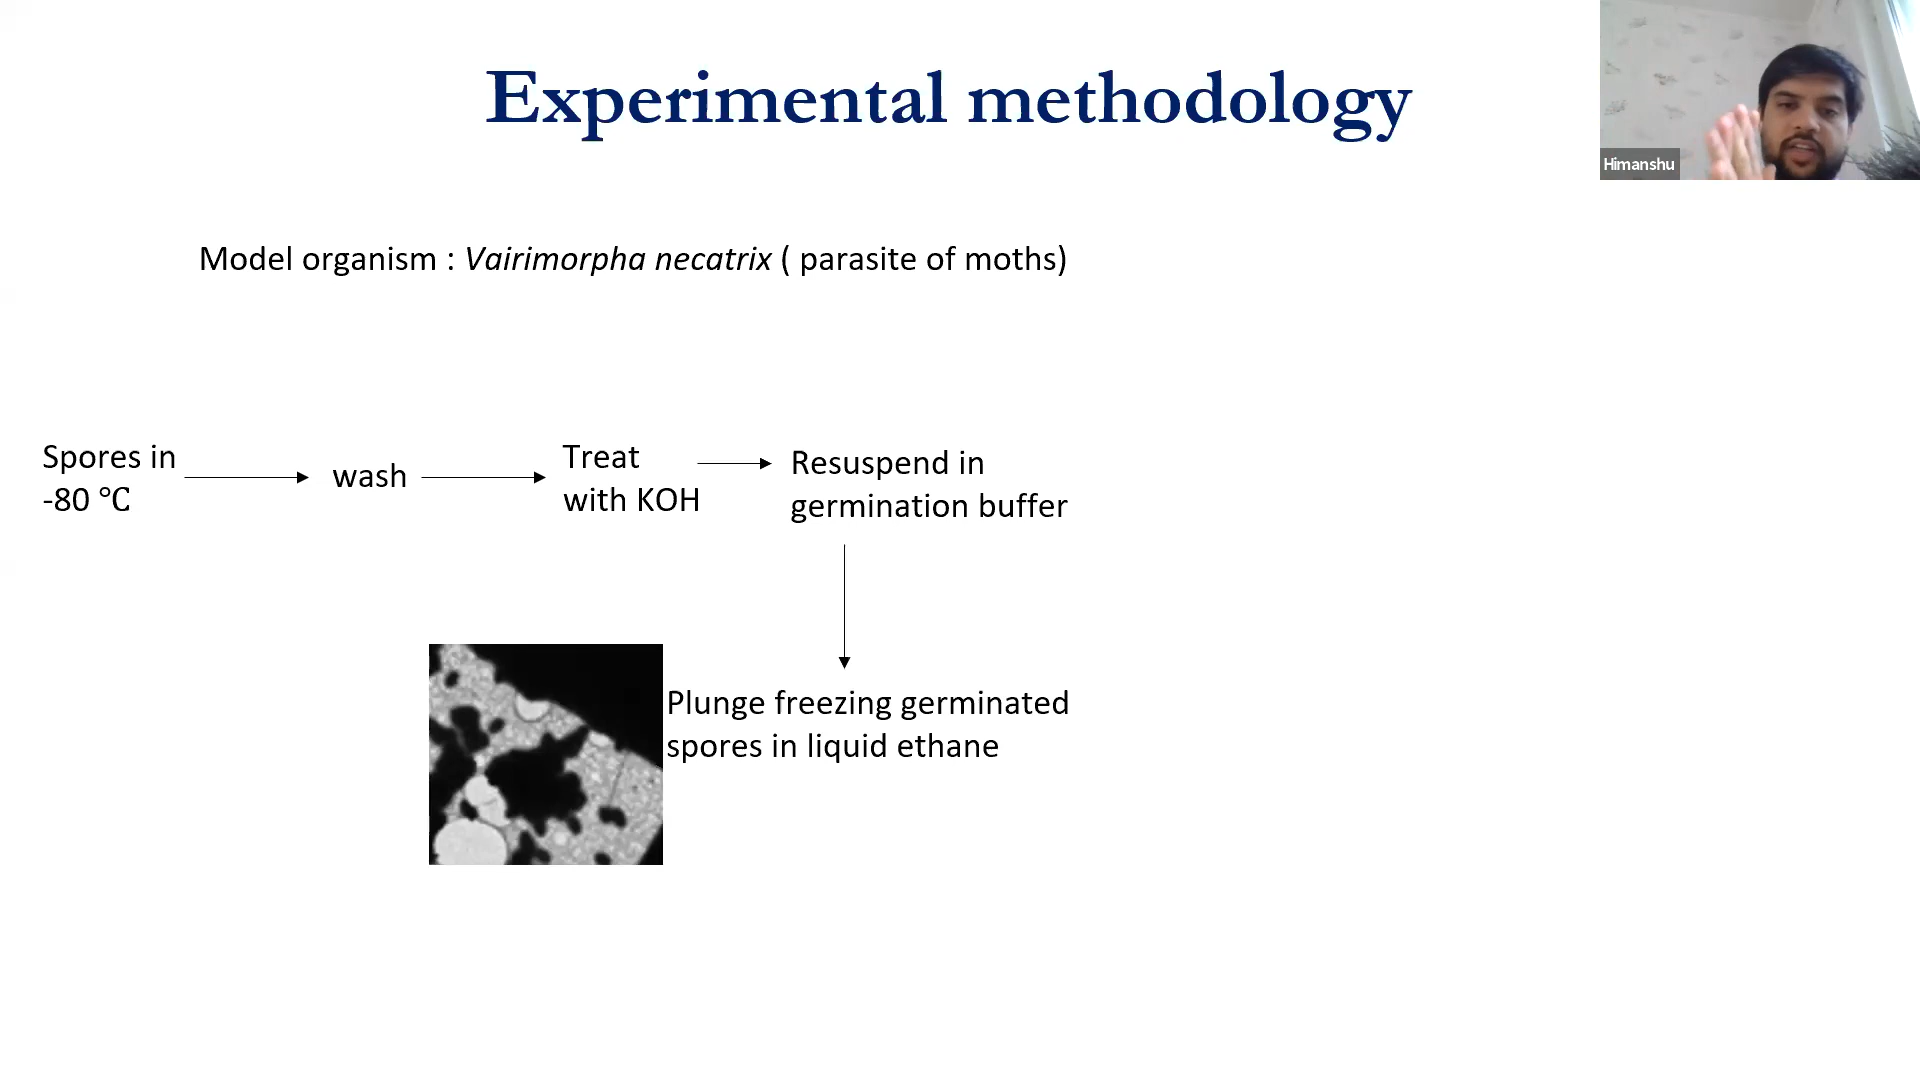 Experimental methodology
Himanshu
Model organism : Vairimorpha necatrix ( parasite of moths)
Spores in
-80 °C
wash
Treat
with KOH
Resuspend in
germination buffer
Plunge freezing germinated
spores in liquid ethane